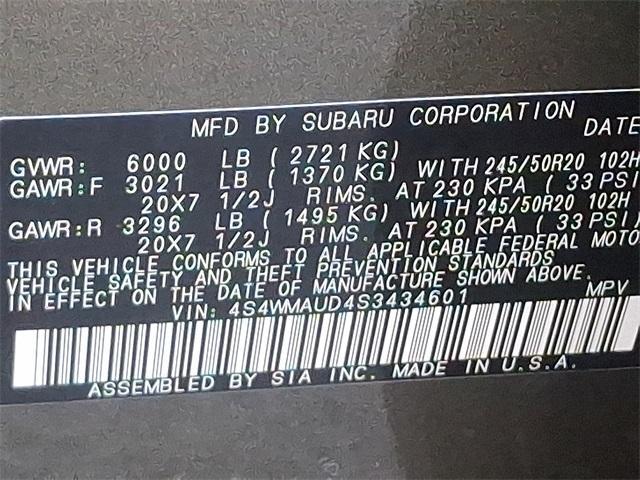 MFD BY SUBARU CORPORATION DATE
GVWR: 6000 LB ( 2721 KG)
GAWR:F 3021 LB ( 1370 KG) WITH 245/50R20 102H
20X7 1/2J RIMS. AT 230 KPA ( 33 PSI
GAWR:R 3296 LB ( 1495 KG) WITH 245/50R20 102H
20X7 1/2J RIMS. AT 230 KPA ( 33 PSI
THIS VEHICLE CONFORMS TO ALL APPLICABLE FEDERAL MOTO
VEHICLE SAFETY AND THEFT PREVENTION STANDARDS
IN EFFECT ON THE DATE OF MANUFACTURE SHOWN ABOVE.
VIN: 4S4WMAUD4S3434601 MPV
ASSEMBLED BY SIA INC. MADE IN U.S.A.